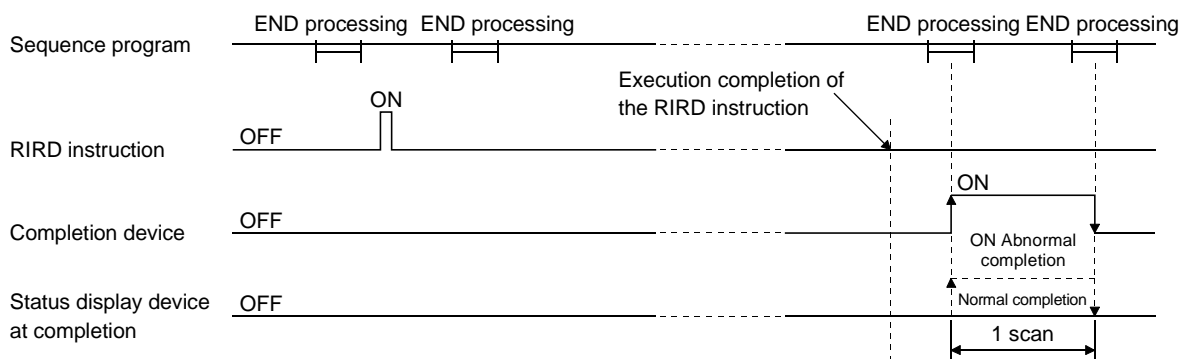 END processing END processing END processing END processing
Sequence program
Execution completion of
the RIRD instruction
ON
OFF
RIRD instruction
ON
OFF
Completion device
ON Abnormal
completion
Status display device
at completion
OFF
Normal completion
1 scan